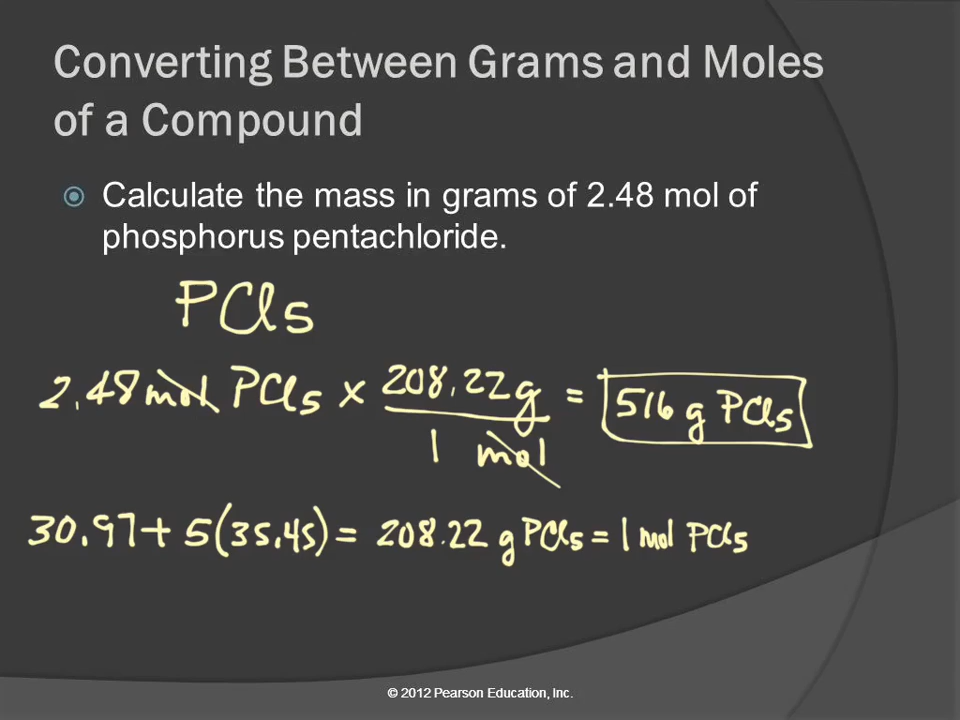 Converting Between Grams and Moles
of a Compound
Calculate the mass in grams of 2.48 mol of
phosphorus pentachloride.
PCl5
2.48 mol PCl5 x 208.22g / 1 mol = 516 g PCl5
30.97 + 5(35.45) = 208.22 g PCl5 = 1 mol PCl5
© 2012 Pearson Education, Inc.